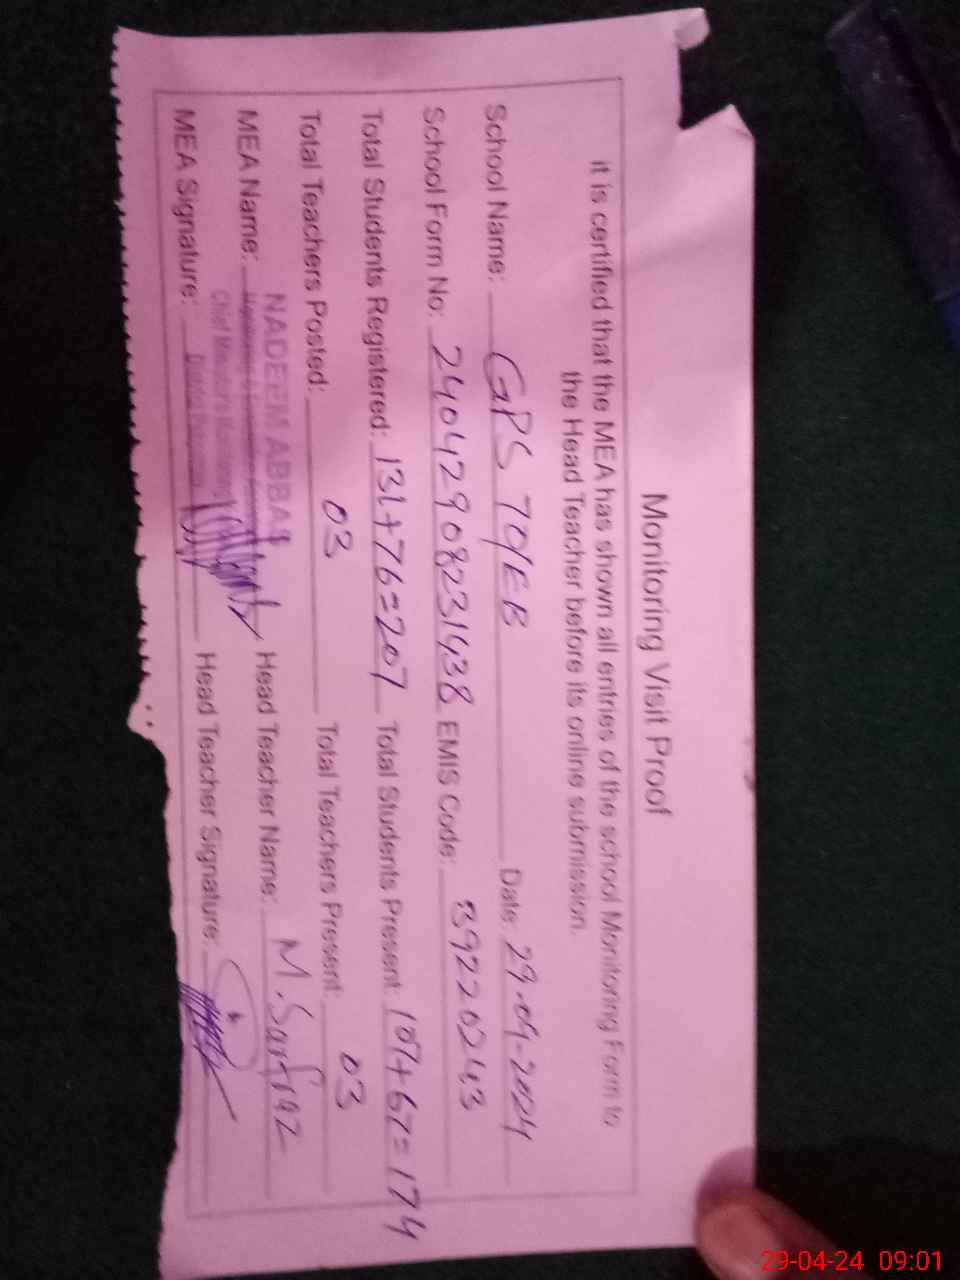 Monitoring Visit Proof
it is certified that the MEA has shown all entries of the school Monitoring Form to
the Head Teacher before its online submission.
School Name: GPS TOYEB Date: 29-04-2024
School Form No: 24042908231438 EMIS Code: 39220243
Total Students Registered: 131+76=207 Total Students Present: 107+67=174
Total Teachers Posted: 03 Total Teachers Present: 03
MEA Name: NADEEM ABBAS Head Teacher Name: M. Sarfraz
MEA Signature: Head Teacher Signature:
29-04-24 09:01